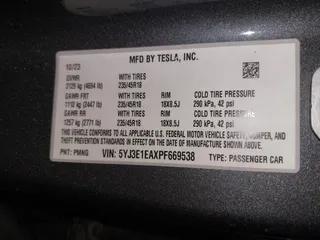 MFD BY TESLA, INC.
10/23
GVWR WITH TIRES
2129 kg (4694 lb) 235/45R18
GAWR FRT WITH TIRES RIM COLD TIRE PRESSURE
1110 kg (2447 lb) 235/45R18 18X8.5J 290 kPa, 42 psi
GAWR RR WITH TIRES RIM COLD TIRE PRESSURE
1257 kg (2771 lb) 235/45R18 18X8.5J 290 kPa, 42 psi
THIS VEHICLE CONFORMS TO ALL APPLICABLE FEDERAL MOTOR VEHICLE SAFETY, BUMPER, AND
THEFT PREVENTION STANDARDS IN EFFECT ON THE DATE OF MANUFACTURE SHOWN ABOVE
VIN: 5YJ3E1EAXPF669538
PNT: PMNG TYPE: PASSENGER CAR